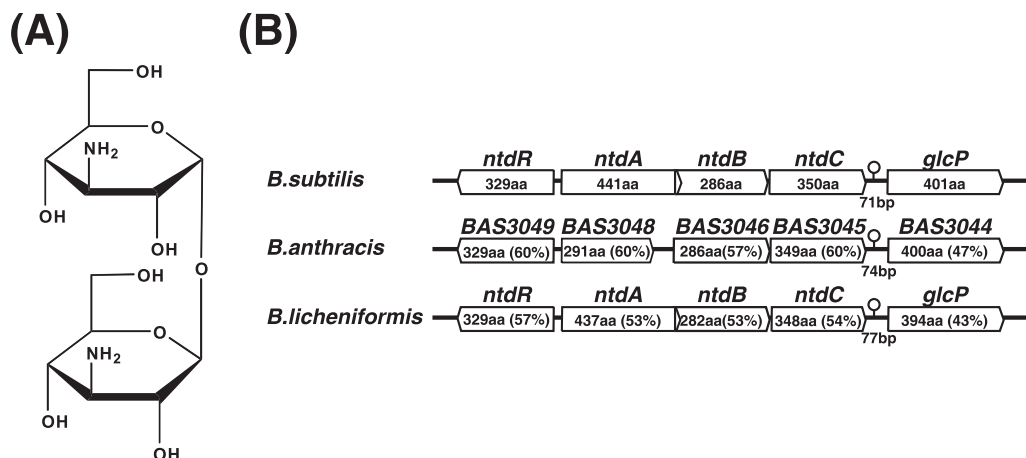 (A)
OH
O
NH2
OH
OH
O
OH
O
NH2
OH
OH
(B)
ntdR ntdA ntdB ntdC glcP
B.subtilis 329aa 441aa 286aa 350aa 401aa
71bp
BAS3049 BAS3048 BAS3046 BAS3045 BAS3044
B.anthracis 329aa (60%) 291aa (60%) 286aa(57%) 349aa (60%) 400aa (47%)
74bp
ntdR ntdA ntdB ntdC glcP
B.licheniformis 329aa (57%) 437aa (53%) 282aa(53%) 348aa (54%) 394aa (43%)
77bp